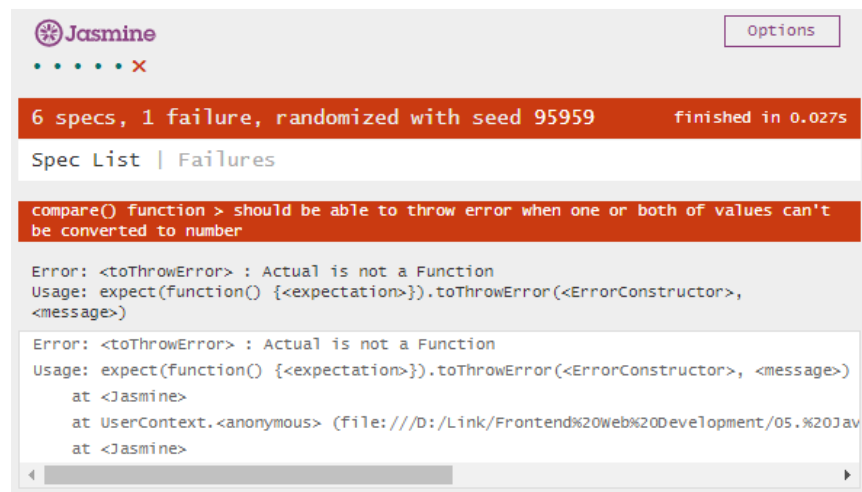 Jasmine
Options
• • • • • ×
6 specs, 1 failure, randomized with seed 95959
finished in 0.027s
Spec List | Failures
compare() function > should be able to throw error when one or both of values can't
be converted to number
Error: <toThrowError> : Actual is not a Function
Usage: expect(function() {<expectation>}).toThrowError(<ErrorConstructor>,
<message>)
Error: <toThrowError> : Actual is not a Function
Usage: expect(function() {<expectation>}).toThrowError(<ErrorConstructor>, <message>)
at <Jasmine>
at UserContext.<anonymous> (file:///D:/Link/Frontend%20Web%20Development/05.%20Jav
at <Jasmine>